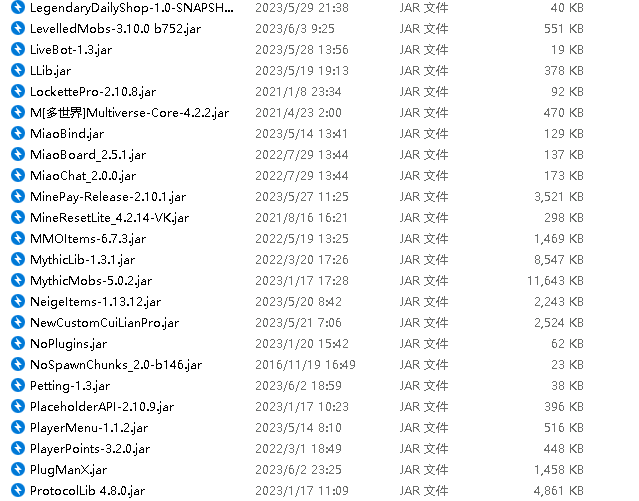 LegendaryDailyShop-1.0-SNAPSH... 2023/5/29 21:38 JAR 文件 40 KB
LevelledMobs-3.10.0 b752.jar 2023/6/3 9:25 JAR 文件 551 KB
LiveBot-1.3.jar 2023/5/28 13:56 JAR 文件 19 KB
LLib.jar 2023/5/19 19:13 JAR 文件 378 KB
LockettePro-2.10.8.jar 2021/1/8 23:34 JAR 文件 92 KB
M[多世界]Multiverse-Core-4.2.2.jar 2021/4/23 2:00 JAR 文件 470 KB
MiaoBind.jar 2023/5/14 13:41 JAR 文件 129 KB
MiaoBoard_2.5.1.jar 2022/7/29 13:44 JAR 文件 137 KB
MiaoChat_2.0.0.jar 2022/7/29 13:44 JAR 文件 173 KB
MinePay-Release-2.10.1.jar 2023/5/27 11:25 JAR 文件 3,521 KB
MineResetLite_4.2.14-VK.jar 2021/8/16 16:21 JAR 文件 298 KB
MMOItems-6.7.3.jar 2022/5/19 13:25 JAR 文件 1,469 KB
MythicLib-1.3.1.jar 2022/3/20 17:26 JAR 文件 8,547 KB
MythicMobs-5.0.2.jar 2023/1/17 17:28 JAR 文件 11,643 KB
NeigeItems-1.13.12.jar 2023/5/20 8:42 JAR 文件 2,243 KB
NewCustomCuiLianPro.jar 2023/5/21 7:06 JAR 文件 2,524 KB
NoPlugins.jar 2023/1/20 15:42 JAR 文件 62 KB
NoSpawnChunks_2.0-b146.jar 2016/11/19 16:49 JAR 文件 23 KB
Petting-1.3.jar 2023/6/2 18:59 JAR 文件 38 KB
PlaceholderAPI-2.10.9.jar 2023/1/17 10:23 JAR 文件 396 KB
PlayerMenu-1.1.2.jar 2023/5/14 8:10 JAR 文件 516 KB
PlayerPoints-3.2.0.jar 2022/3/1 18:49 JAR 文件 448 KB
PlugManX.jar 2023/6/2 23:25 JAR 文件 1,458 KB
ProtocolLib 4.8.0.jar 2023/1/17 11:09 JAR 文件 4,861 KB